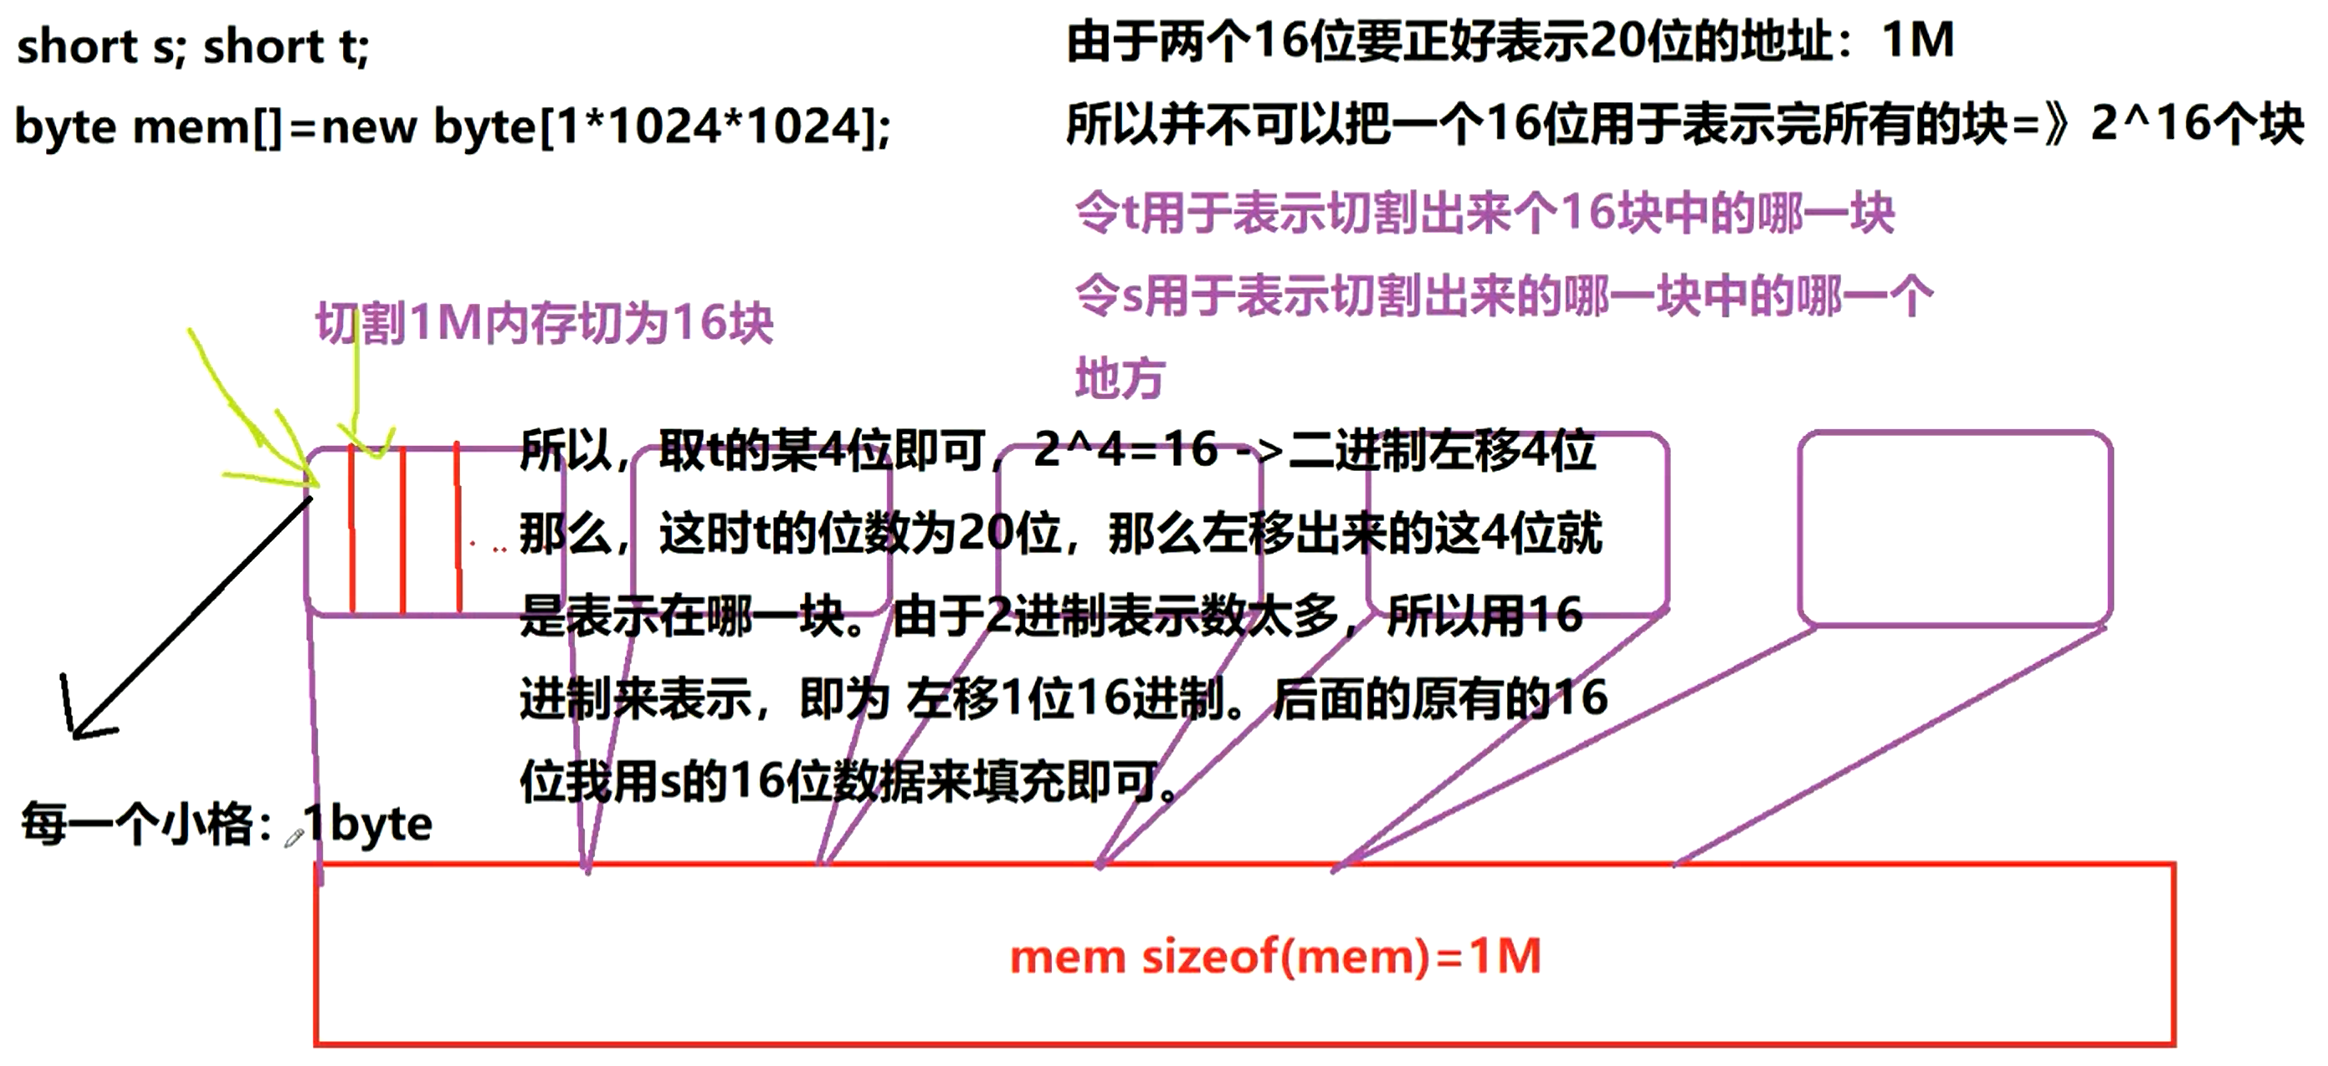 short s; short t;
byte mem[]=new byte[1*1024*1024];
由于两个16位要正好表示20位的地址：1M
所以并不可以把一个16位用于表示完所有的块=》2^16个块
令t用于表示切割出来个16块中的哪一块
令s用于表示切割出来的哪一块中的哪一个
地方
切割1M内存切为16块
所以，取t的某4位即可，2^4=16 ->二进制左移4位
那么，这时t的位数为20位，那么左移出来的这4位就
是表示在哪一块。由于2进制表示数太多，所以用16
进制来表示，即为 左移1位16进制。后面的原有的16
位我用s的16位数据来填充即可。
每一个小格：1byte
mem sizeof(mem)=1M